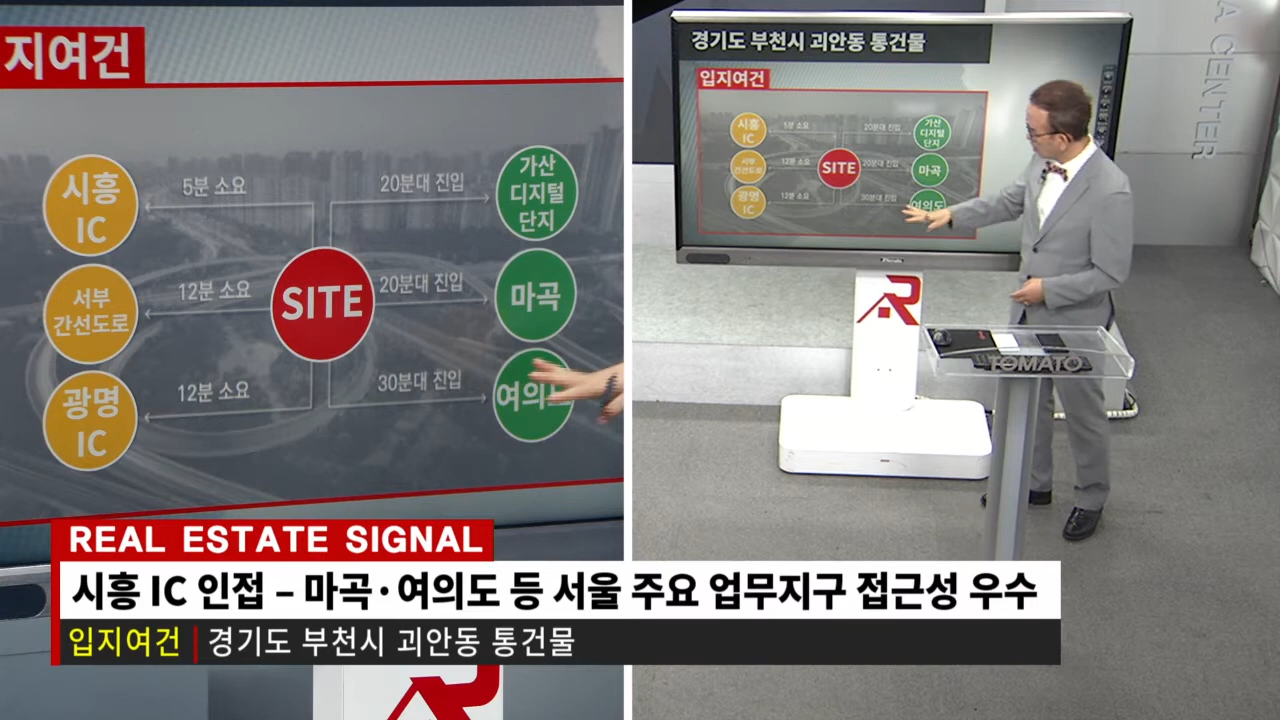 지여건
시흥
IC
5분 소요
20분대 진입
가산
디지털
단지
서부
간선도로
12분 소요
SITE
20분대 진입
마곡
광명
IC
12분 소요
30분대 진입
여의도
경기도 부천시 괴안동 통건물
입지여건
시흥
IC
5분 소요
20분대 진입
가산
디지털
단지
서부
간선도로
12분 소요
SITE
20분대 진입
마곡
광명
IC
12분 소요
30분대 진입
여의도
A CENTER
R
TOMATO
REAL ESTATE SIGNAL
시흥 IC 인접 – 마곡·여의도 등 서울 주요 업무지구 접근성 우수
입지여건 | 경기도 부천시 괴안동 통건물